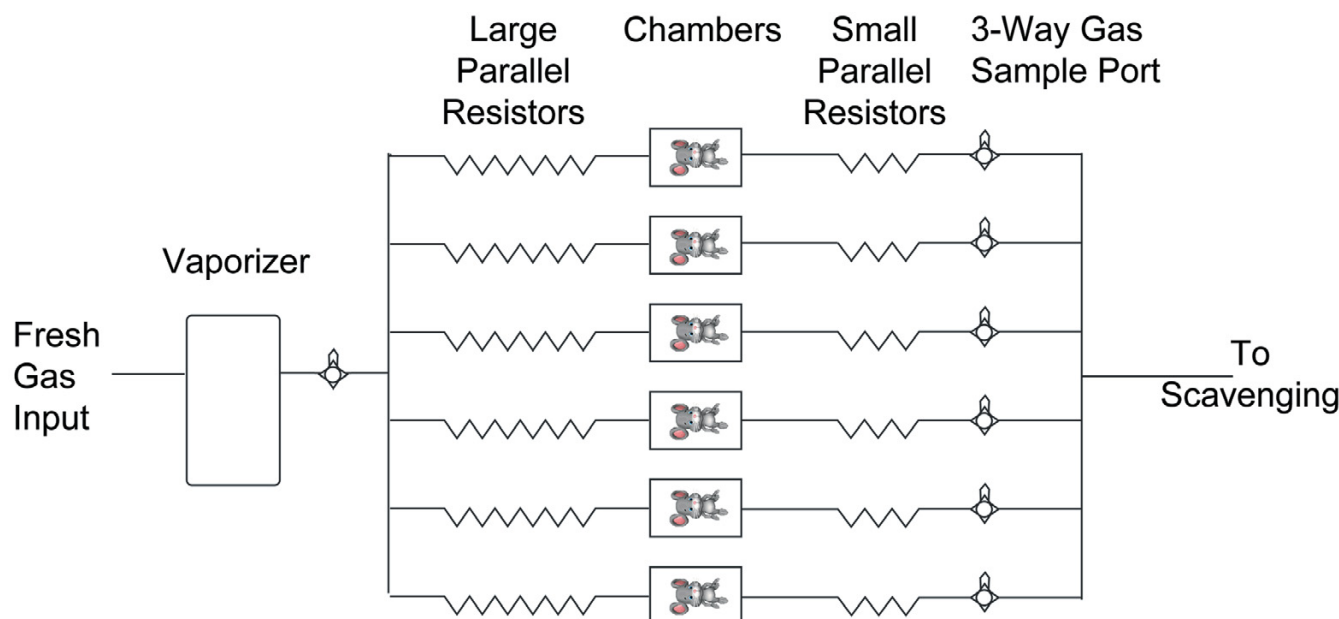 Large
Parallel
Resistors
Chambers
Small
Parallel
Resistors
3-Way Gas
Sample Port
Vaporizer
Fresh
Gas
Input
To
Scavenging